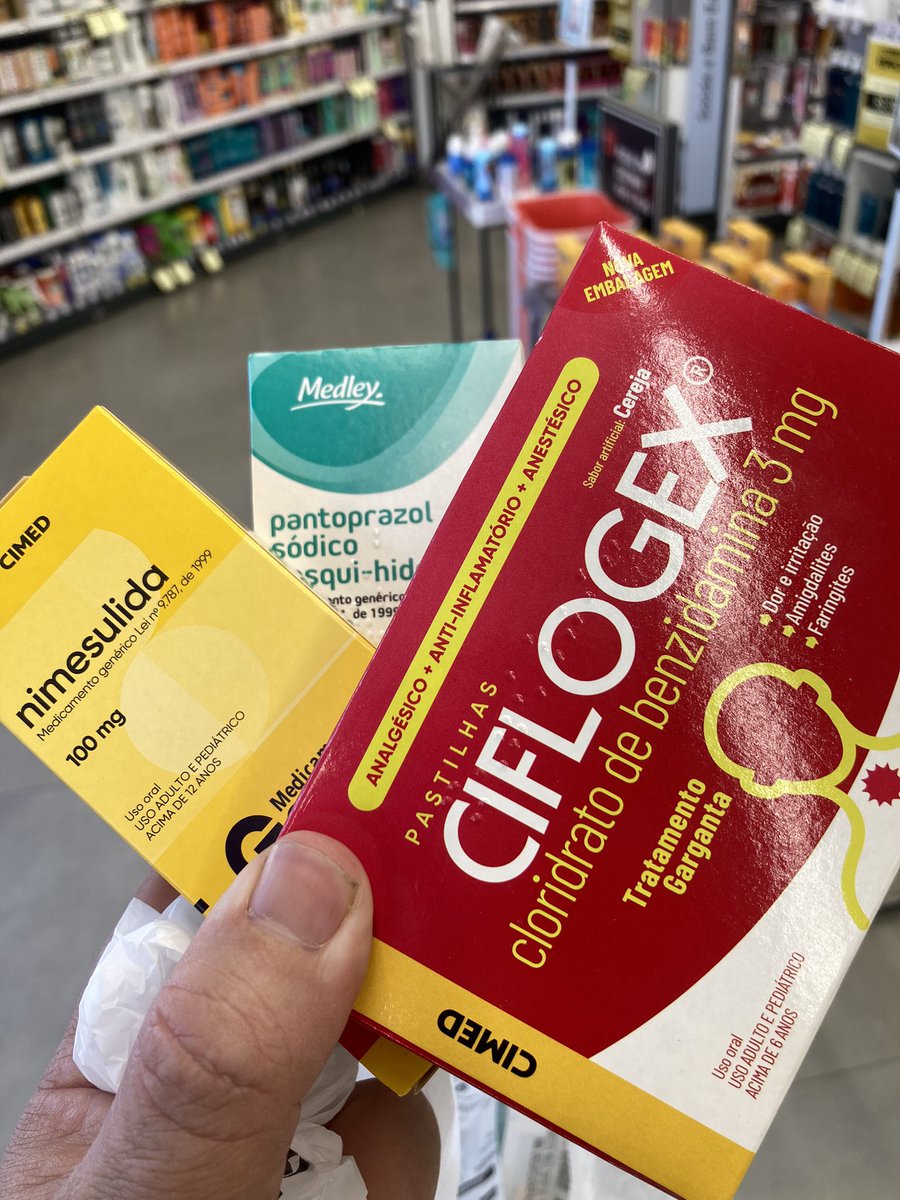 CIMED
nimesulida
Medicamento genérico Lei nº 9.787, de 1999
100 mg
Uso oral
USO ADULTO E PEDIÁTRICO
ACIMA DE 12 ANOS
G
Medley.
pantoprazol
sódico
de 1999
NOVA
EMBALAGEM
ANALGÉSICO + ANTI-INFLAMATÓRIO + ANESTÉSICO
Sabor artificial: Cereja
PASTILHAS
CIFLOGEX®
cloridrato de benzidamina 3 mg
Dor e irritação
Amigdalites
Faringites
Tratamento
Garganta
Uso oral
USO ADULTO E PEDIÁTRICO
ACIMA DE 6 ANOS
CIMED